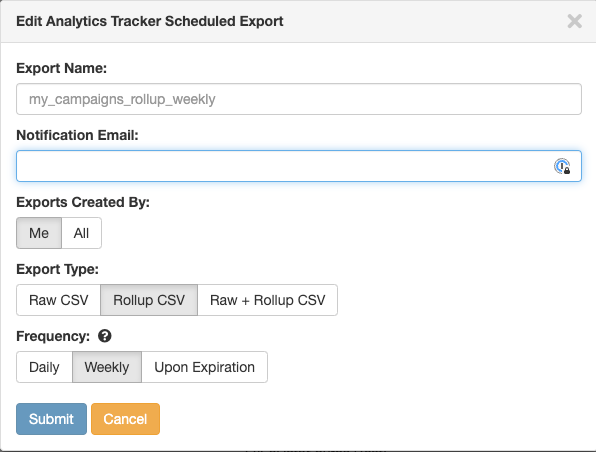 Edit Analytics Tracker Scheduled Export
Export Name:
my_campaigns_rollup_weekly
Notification Email:
Exports Created By:
Me All
Export Type:
Raw CSV Rollup CSV Raw + Rollup CSV
Frequency:
Daily Weekly Upon Expiration
Submit Cancel